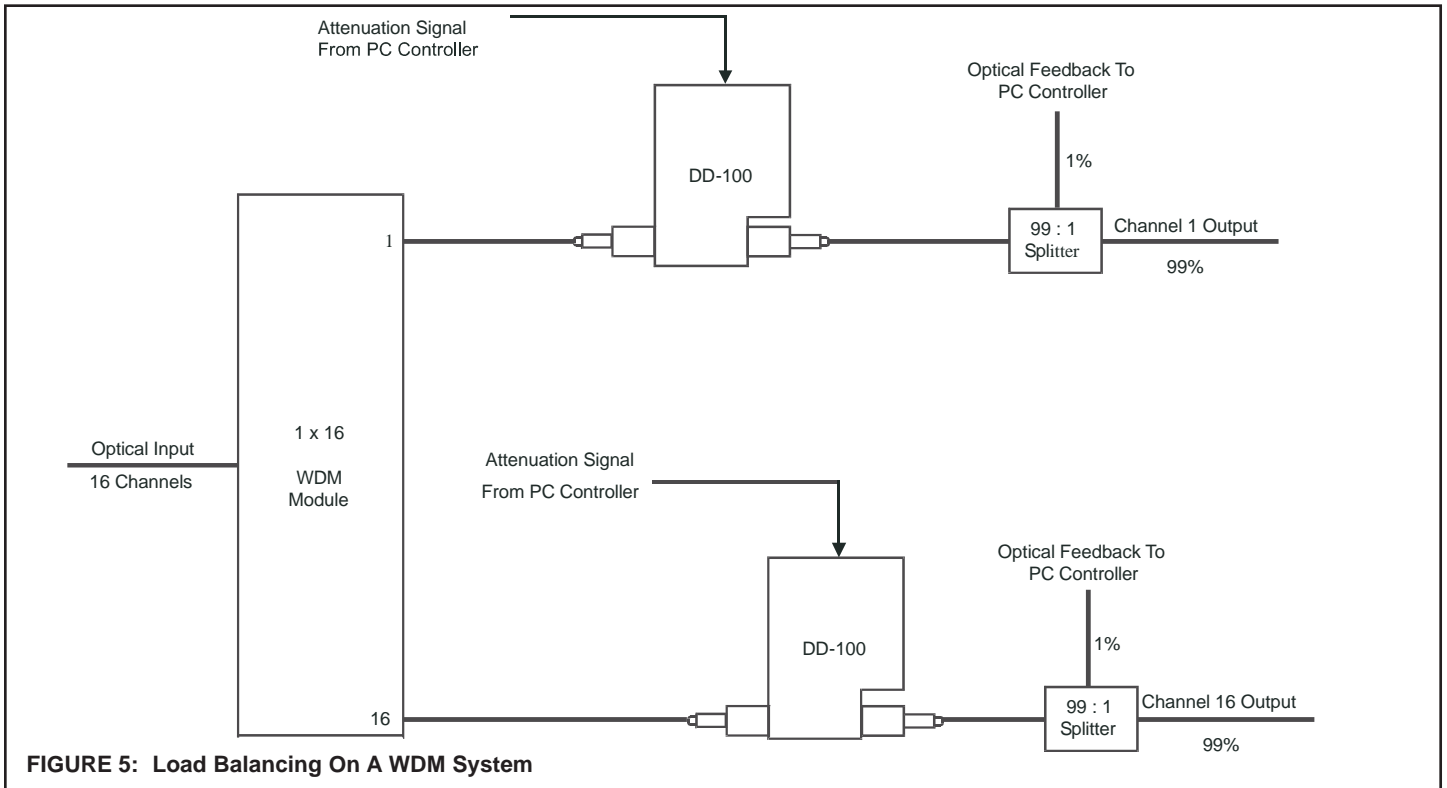 Attenuation Signal
From PC Controller
Optical Feedback To
PC Controller
DD-100
1%
1
99 : 1
Splitter
Channel 1 Output
99%
1 x 16
WDM
Module
Optical Input
16 Channels
Attenuation Signal
From PC Controller
Optical Feedback To
PC Controller
DD-100
1%
16
99 : 1
Splitter
Channel 16 Output
99%
FIGURE 5: Load Balancing On A WDM System